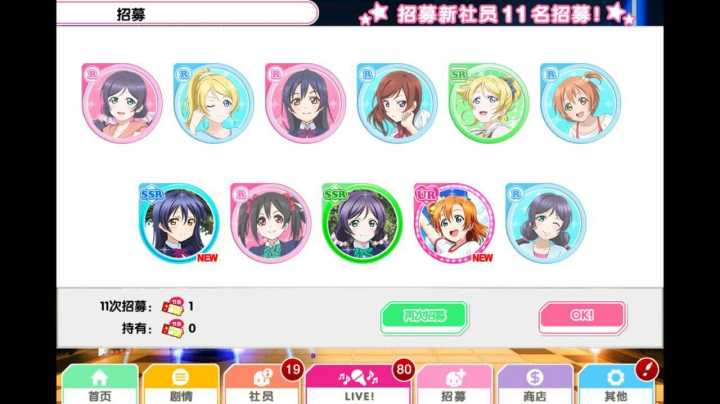 招募
招募新社员11名招募!
R R R R SR R
SSR R SSR UR R
NEW NEW
11次招募: 1
持有: 0
再次招募
OK!
19 80
首页 剧情 社员 LIVE! 招募 商店 其他